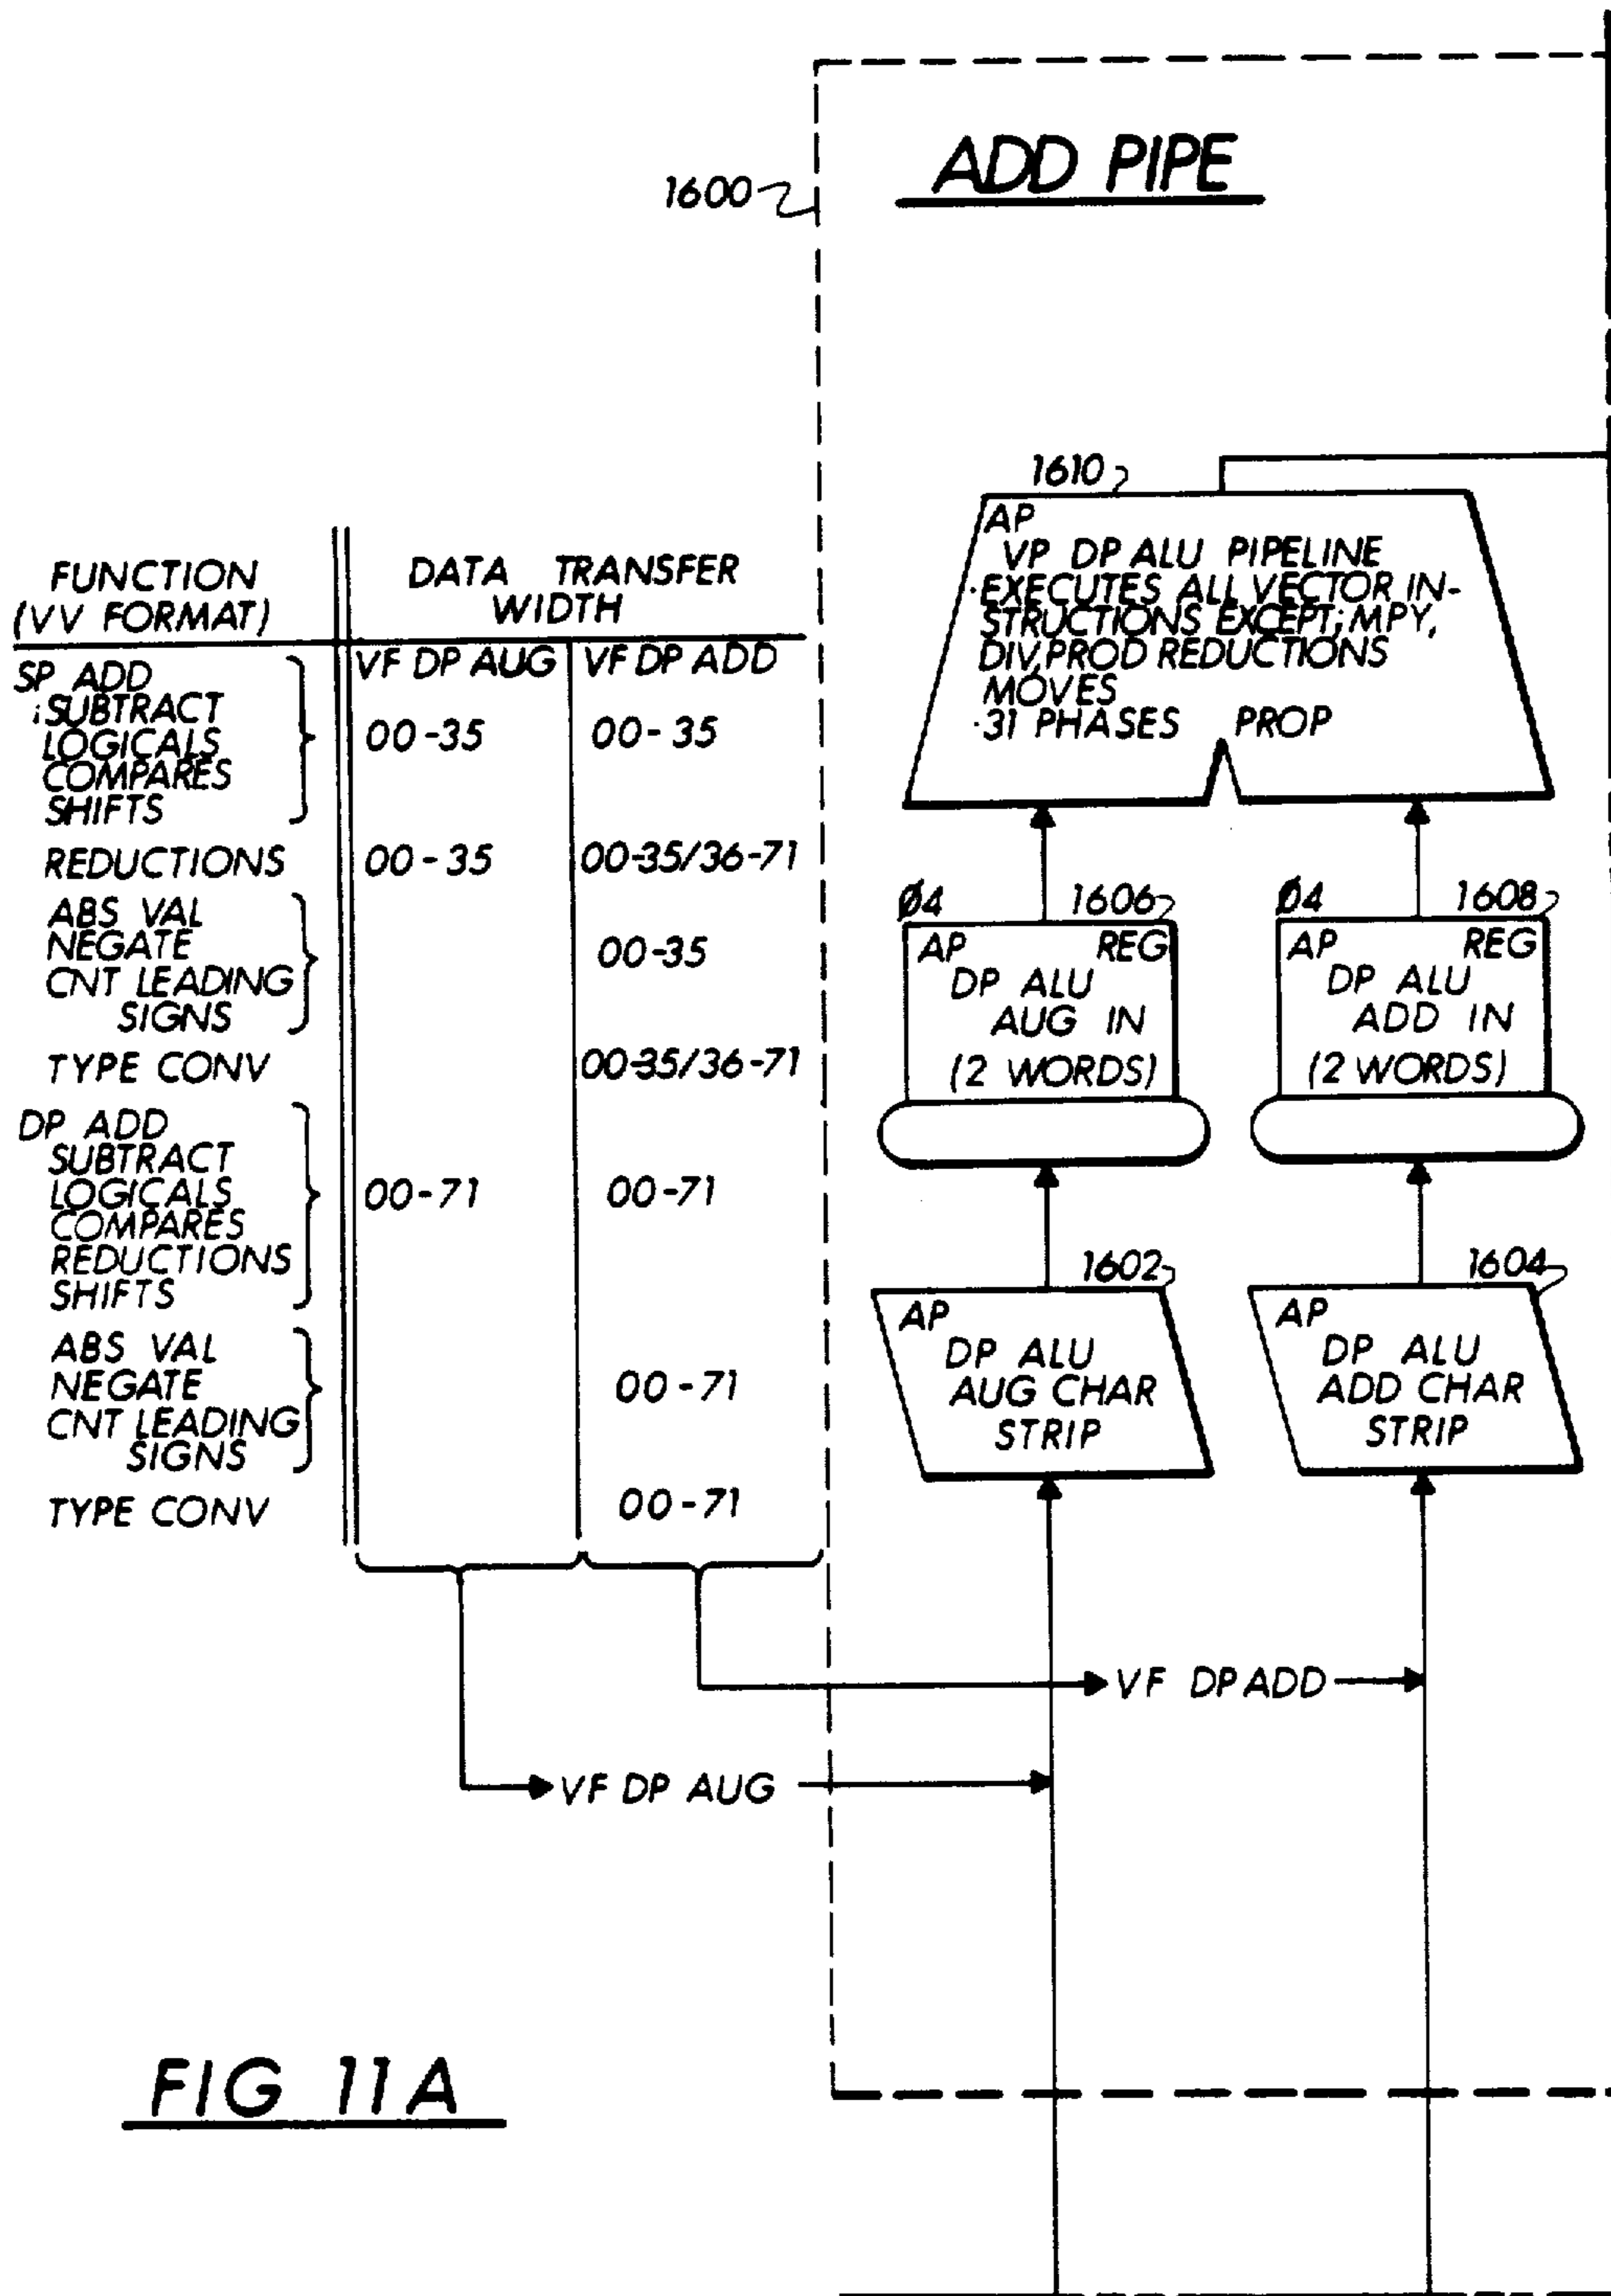 ADD PIPE
1600
1610
AP
VP DP ALU PIPELINE
·EXECUTES ALL VECTOR IN-
STRUCTIONS EXCEPT; MPY,
DIV, PROD REDUCTIONS
MOVES
·31 PHASES PROP
FUNCTION
(VV FORMAT)
DATA TRANSFER
WIDTH
VF DP AUG VF DP ADD
SP ADD
SUBTRACT
LOGICALS
COMPARES
SHIFTS
00-35 00-35
REDUCTIONS 00-35 00-35/36-71
ABS VAL
NEGATE
CNT LEADING
SIGNS
00-35
TYPE CONV 00-35/36-71
DP ADD
SUBTRACT
LOGICALS
COMPARES
REDUCTIONS
SHIFTS
00-71 00-71
ABS VAL
NEGATE
CNT LEADING
SIGNS
00-71
TYPE CONV 00-71
Ø4 1606
AP REG
DP ALU
AUG IN
(2 WORDS)
Ø4 1608
AP REG
DP ALU
ADD IN
(2 WORDS)
1602
AP
DP ALU
AUG CHAR
STRIP
1604
AP
DP ALU
ADD CHAR
STRIP
VF DP ADD
VF DP AUG
FIG 11A